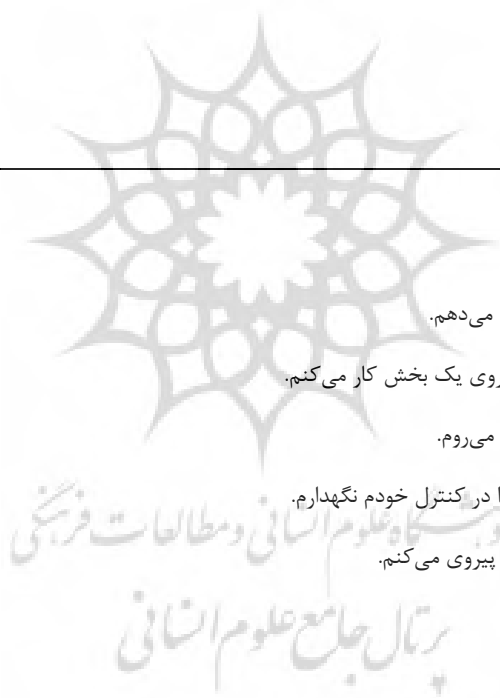 می‌دهم.
روی یک بخش کار می‌کنم.
می‌روم.
در کنترل خودم نگهدارم.
پیروی می‌کنم.
پرتال جامع علوم انسانی